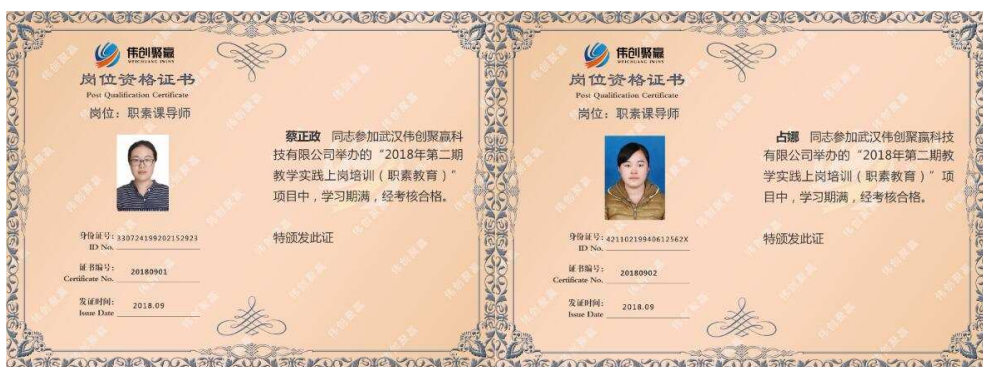 伟创聚赢
WEICHUANG JUYING
岗位资格证书
Post Qualification Certificate
岗位：职素课导师
蔡正政 同志参加武汉伟创聚赢科
技有限公司举办的“2018年第二期
教学实践上岗培训（职素教育）”
项目中，学习期满，经考核合格。
特颁发此证
身份证号：330724199202152923
ID No.
证书编号：20180901
Certificate No.
发证时间：2018.09
Issue Date
伟创聚赢
WEICHUANG JUYING
岗位资格证书
Post Qualification Certificate
岗位：职素课导师
占娜 同志参加武汉伟创聚赢科技
有限公司举办的“2018年第二期教
学实践上岗培训（职素教育）”项
目中，学习期满，经考核合格。
特颁发此证
身份证号：42110219940612562X
ID No.
证书编号：20180902
Certificate No.
发证时间：2018.09
Issue Date